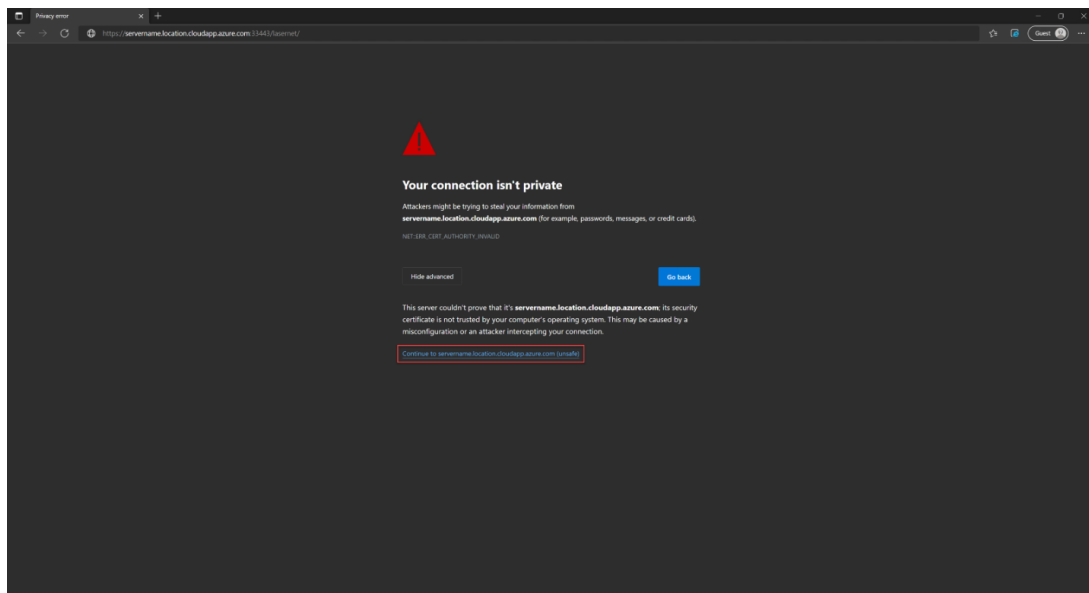 Privacy error
https://servername.location.cloudapp.azure.com:33443/lasernet/
Guest
Your connection isn't private
Attackers might be trying to steal your information from
servername.location.cloudapp.azure.com (for example, passwords, messages, or credit cards).
NET::ERR_CERT_AUTHORITY_INVALID
Hide advanced
Go back
This server couldn't prove that it's servername.location.cloudapp.azure.com; its security
certificate is not trusted by your computer's operating system. This may be caused by a
misconfiguration or an attacker intercepting your connection.
Continue to servername.location.cloudapp.azure.com (unsafe)